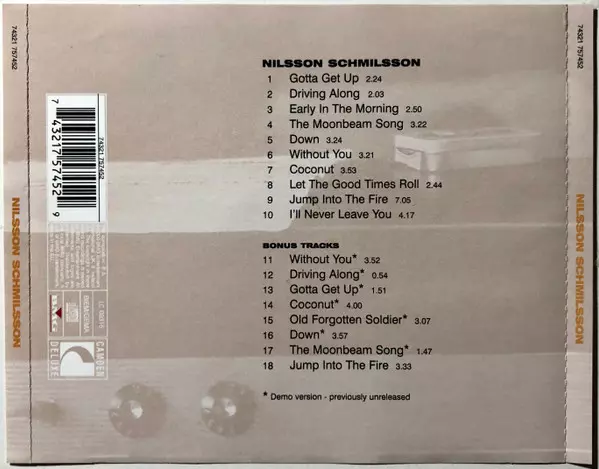 74321 757452
NILSSON SCHMILSSON
1 Gotta Get Up 2.24
2 Driving Along 2.03
3 Early In The Morning 2.50
4 The Moonbeam Song 3.22
5 Down 3.24
6 Without You 3.21
7 Coconut 3.53
8 Let The Good Times Roll 2.44
9 Jump Into The Fire 7.05
10 I'll Never Leave You 4.17
BONUS TRACKS
11 Without You* 3.52
12 Driving Along* 0.54
13 Gotta Get Up* 1.51
14 Coconut* 4.00
15 Old Forgotten Soldier* 3.07
16 Down* 3.57
17 The Moonbeam Song* 1.47
18 Jump Into The Fire 3.33
* Demo version - previously unreleased
74321 757452
7 43217 57452 9
BIEM/GEMA
CAMDEN
DELUXE
NILSSON SCHMILSSON
74321 757452
NILSSON SCHMILSSON